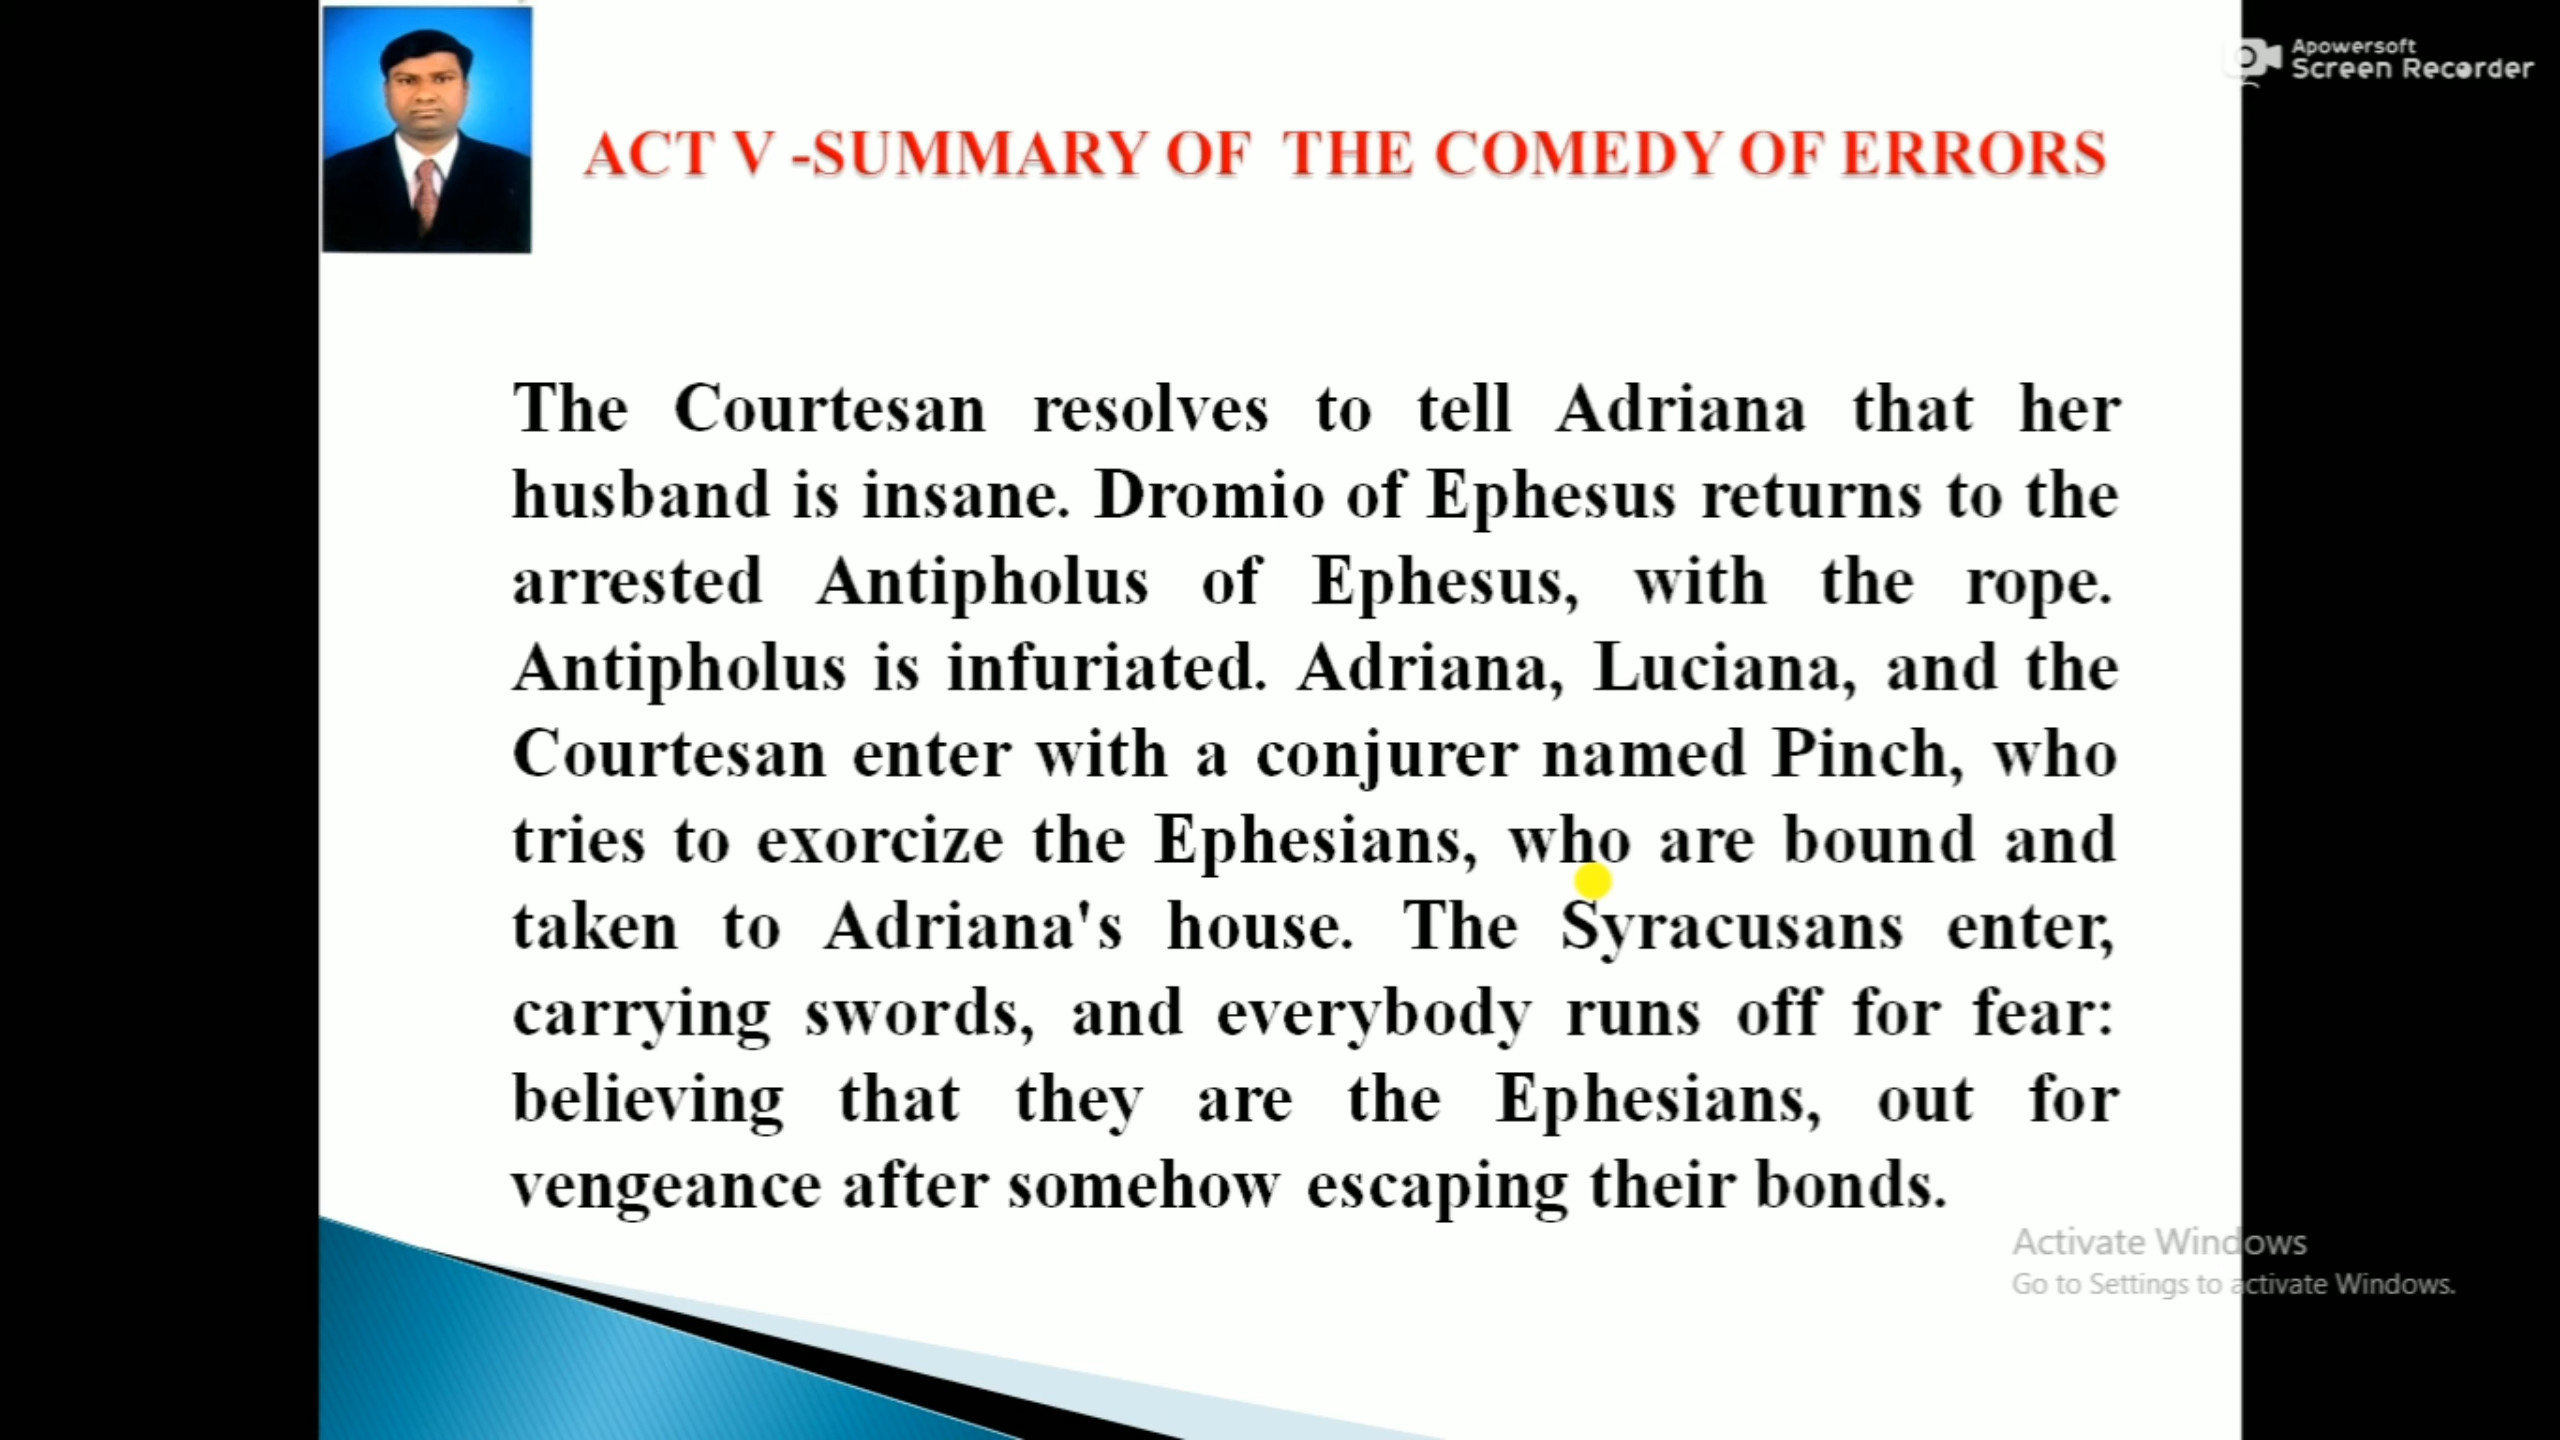 Apowersoft
Screen Recorder
ACT V -SUMMARY OF THE COMEDY OF ERRORS
The Courtesan resolves to tell Adriana that her
husband is insane. Dromio of Ephesus returns to the
arrested Antipholus of Ephesus, with the rope.
Antipholus is infuriated. Adriana, Luciana, and the
Courtesan enter with a conjurer named Pinch, who
tries to exorcize the Ephesians, who are bound and
taken to Adriana's house. The Syracusans enter,
carrying swords, and everybody runs off for fear:
believing that they are the Ephesians, out for
vengeance after somehow escaping their bonds.
Activate Windows
Go to Settings to activate Windows.